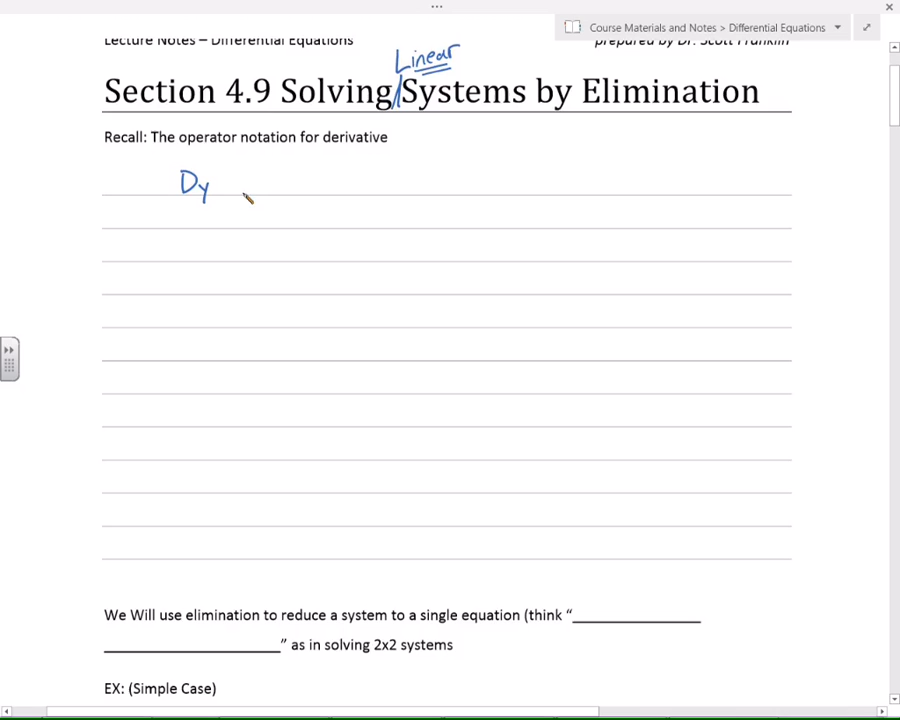 Course Materials and Notes > Differential Equations
Lecture Notes – Differential Equations
prepared by Dr. Scott Franklin
Linear
Section 4.9 Solving/Systems by Elimination
Recall: The operator notation for derivative
Dy
We Will use elimination to reduce a system to a single equation (think “____________
________________” as in solving 2x2 systems
EX: (Simple Case)